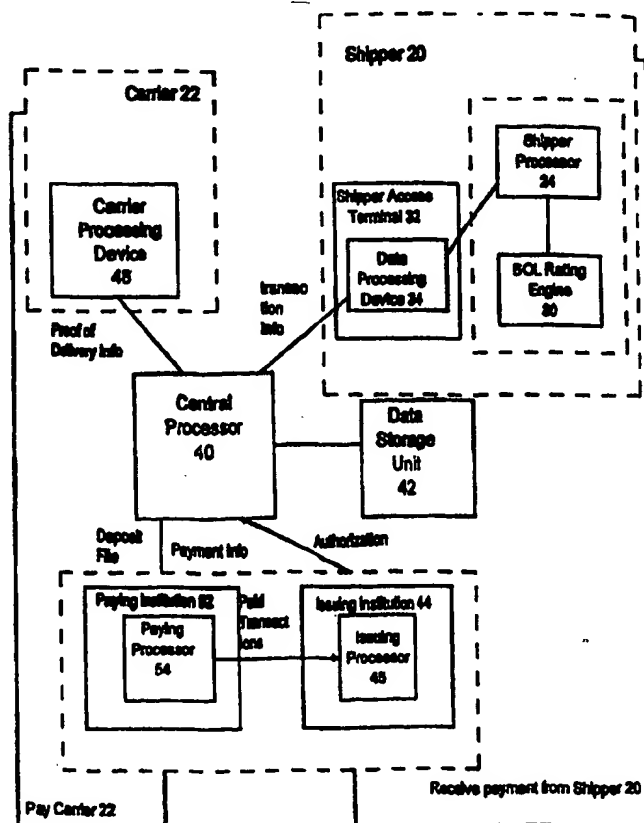 Shipper 20
Carrier 22
Shipper
Processor
24
Shipper Access
Terminal 32
Carrier
Processing
Device
48
Data
Processing
Device 34
BOL Rating
Engine
30
transac
tion
Info
Proof of
Delivery Info
Central
Processor
40
Data
Storage
Unit
42
Deposit
File
Payment Info
Authorization
Paying Institution 52
Paid
Transact
ions
Issuing Institution 44
Paying
Processor
54
Issuing
Processor
45
Receive payment from Shipper 20
Pay Carrier 22